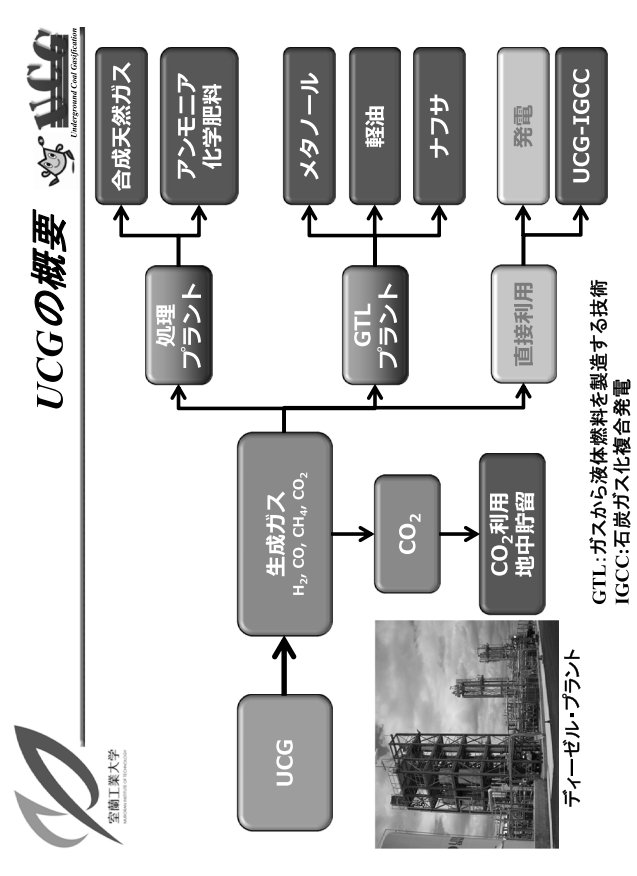 UCGの概要
UCG
Underground Coal Gasification
室蘭工業大学
UCG
生成ガス
H₂, CO, CH₄, CO₂
CO₂
CO₂利用
地中貯留
処理
プラント
合成天然ガス
アンモニア
化学肥料
GTL
プラント
メタノール
軽油
ナフサ
直接利用
発電
UCG-IGCC
ディーゼル・プラント
GTL:ガスから液体燃料を製造する技術
IGCC:石炭ガス化複合発電